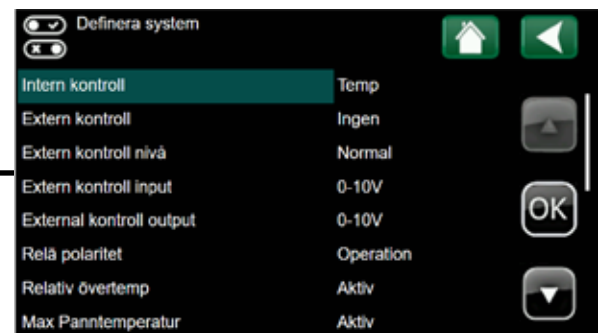 Definera system
Intern kontroll Temp
Extern kontroll Ingen
Extern kontroll nivå Normal
Extern kontroll input 0-10V
External kontroll output 0-10V
Relä polaritet Operation
Relativ övertemp Aktiv
Max Panntemperatur Aktiv
OK